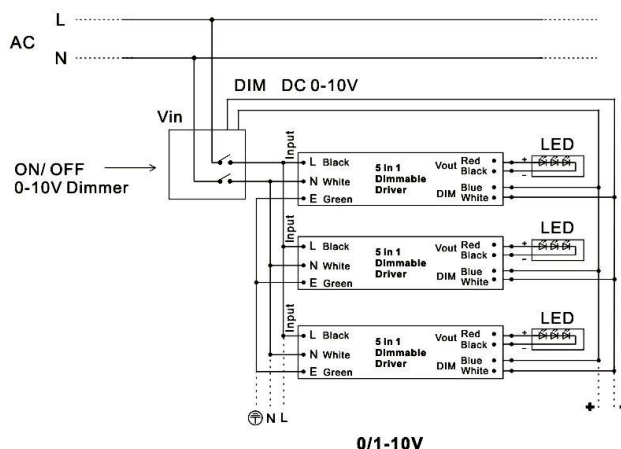 L
AC
N
DIM DC 0-10V
Vin
ON/ OFF
0-10V Dimmer
Input
L Black
N White
E Green
5 in 1
Dimmable
Driver
Vout Red
Black
DIM Blue
White
+
-
LED
Input
L Black
N White
E Green
5 in 1
Dimmable
Driver
Vout Red
Black
DIM Blue
White
+
-
LED
Input
L Black
N White
E Green
5 in 1
Dimmable
Driver
Vout Red
Black
DIM Blue
White
+
-
LED
N L
+ -
0/1-10V